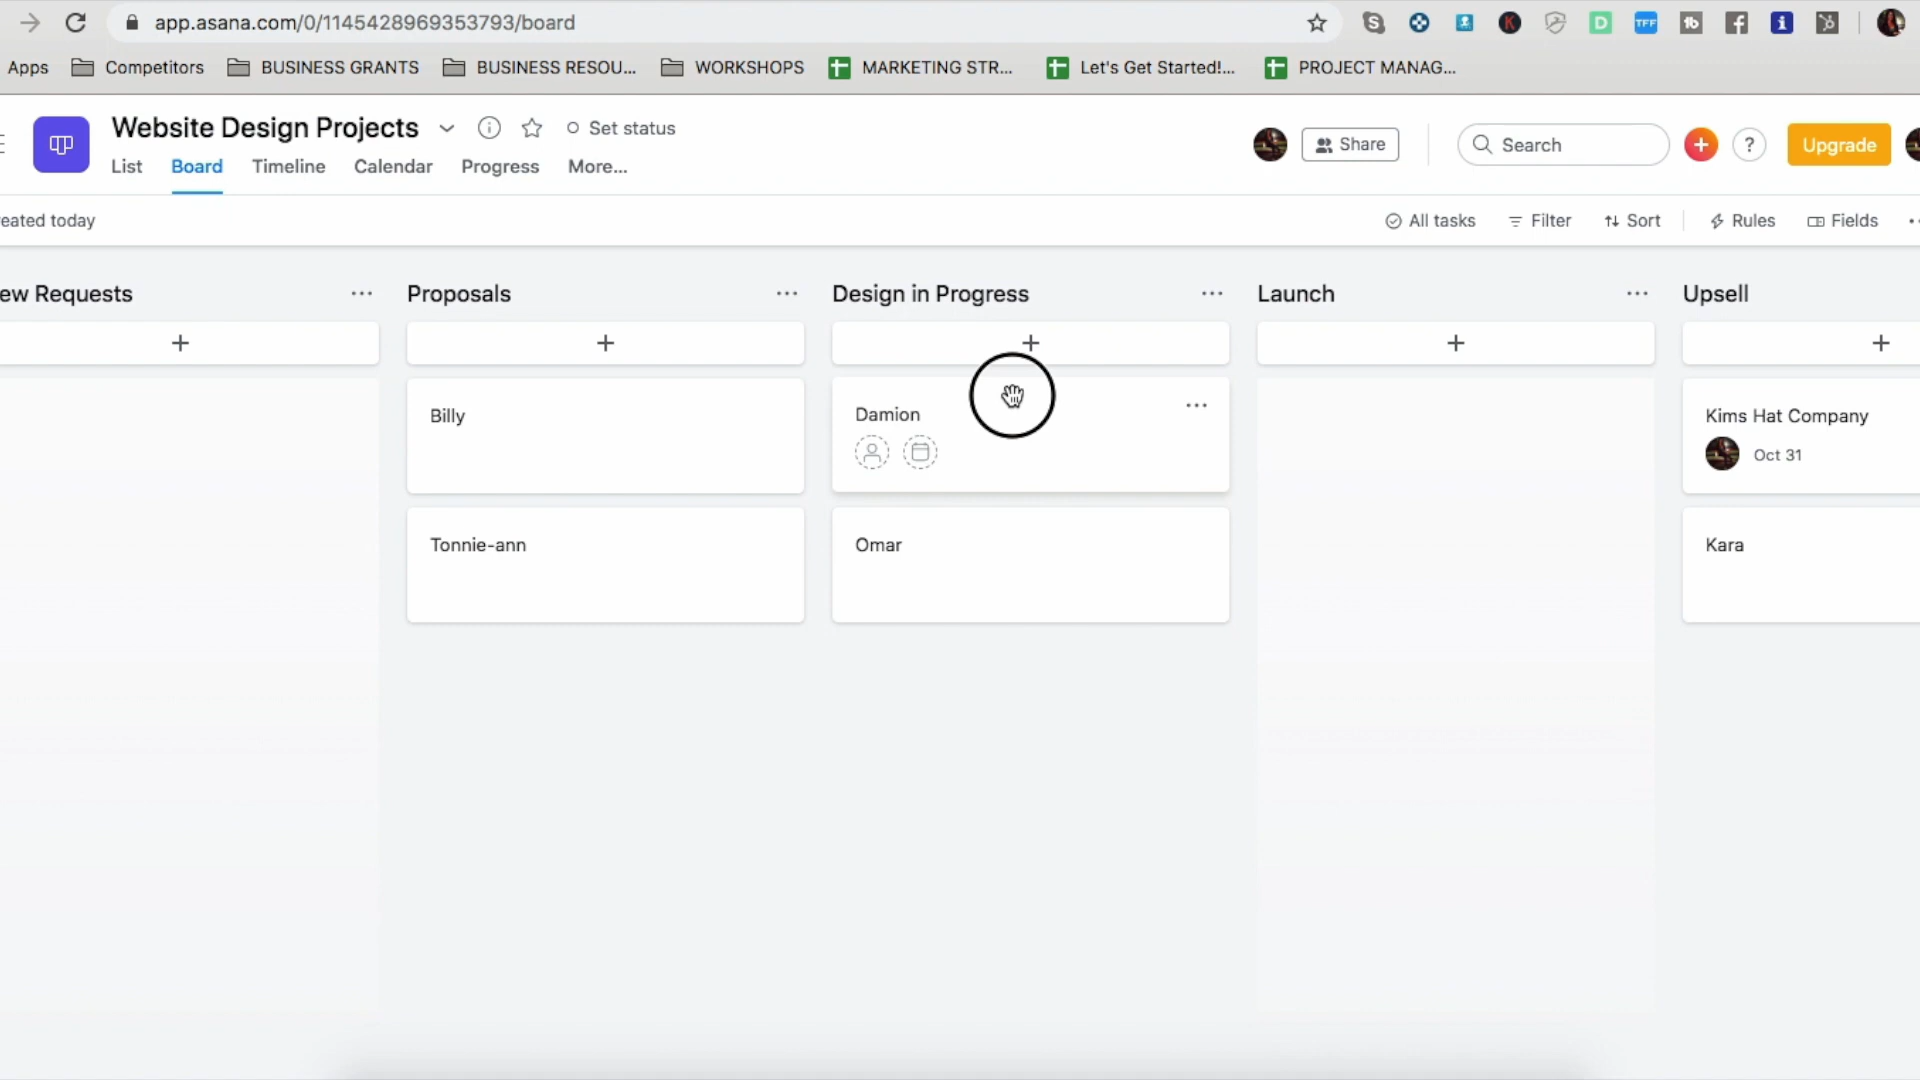 app.asana.com/0/1145428969353793/board
Apps Competitors BUSINESS GRANTS BUSINESS RESOU... WORKSHOPS MARKETING STR... Let's Get Started!... PROJECT MANAG...
Website Design Projects Set status
Share Search ? Upgrade
List Board Timeline Calendar Progress More...
eated today All tasks Filter Sort Rules Fields
ew Requests Proposals Design in Progress Launch Upsell
Billy Damion Kims Hat Company
Oct 31
Tonnie-ann Omar Kara